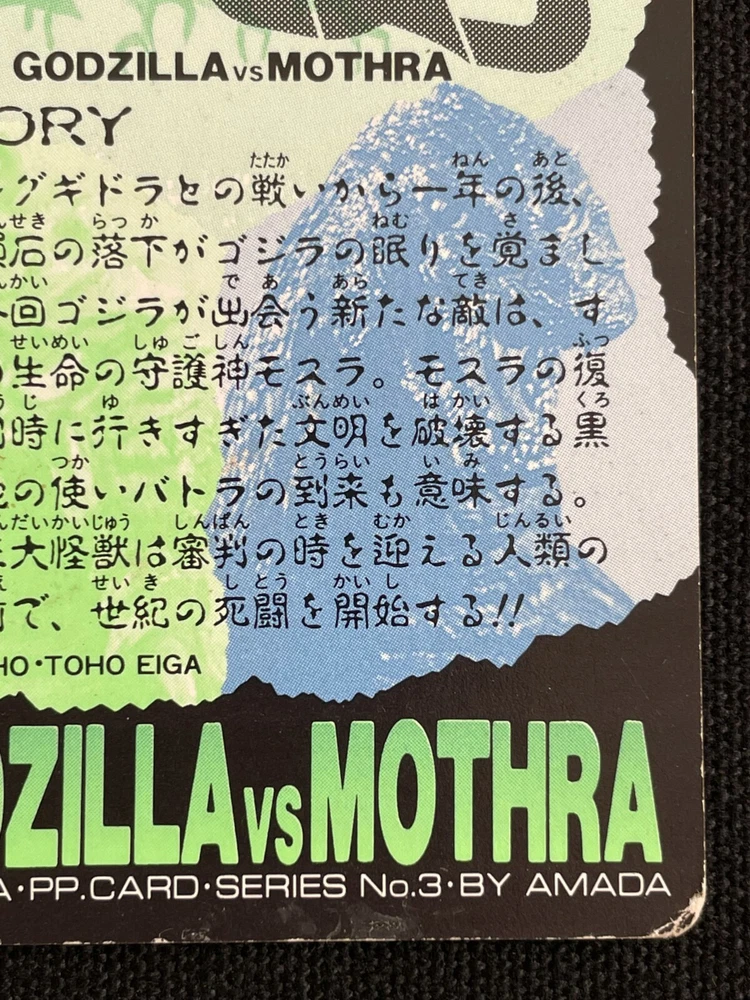 GODZILLA vs MOTHRA
ORY
グギドラとの戦いから一年の後、
石の落下がゴジラの眠りを覚まし
回ゴジラが出会う新たな敵は、す
生命の守護神モスラ。モスラの復
時に行きすぎた文明を破壊する黒
の使いバトラの到来も意味する。
大怪獣は審判の時を迎える人類の
で、世紀の死闘を開始する!!
HO・TOHO EIGA
ZILLA vs MOTHRA
A・PP.CARD・SERIES No.3・BY AMADA